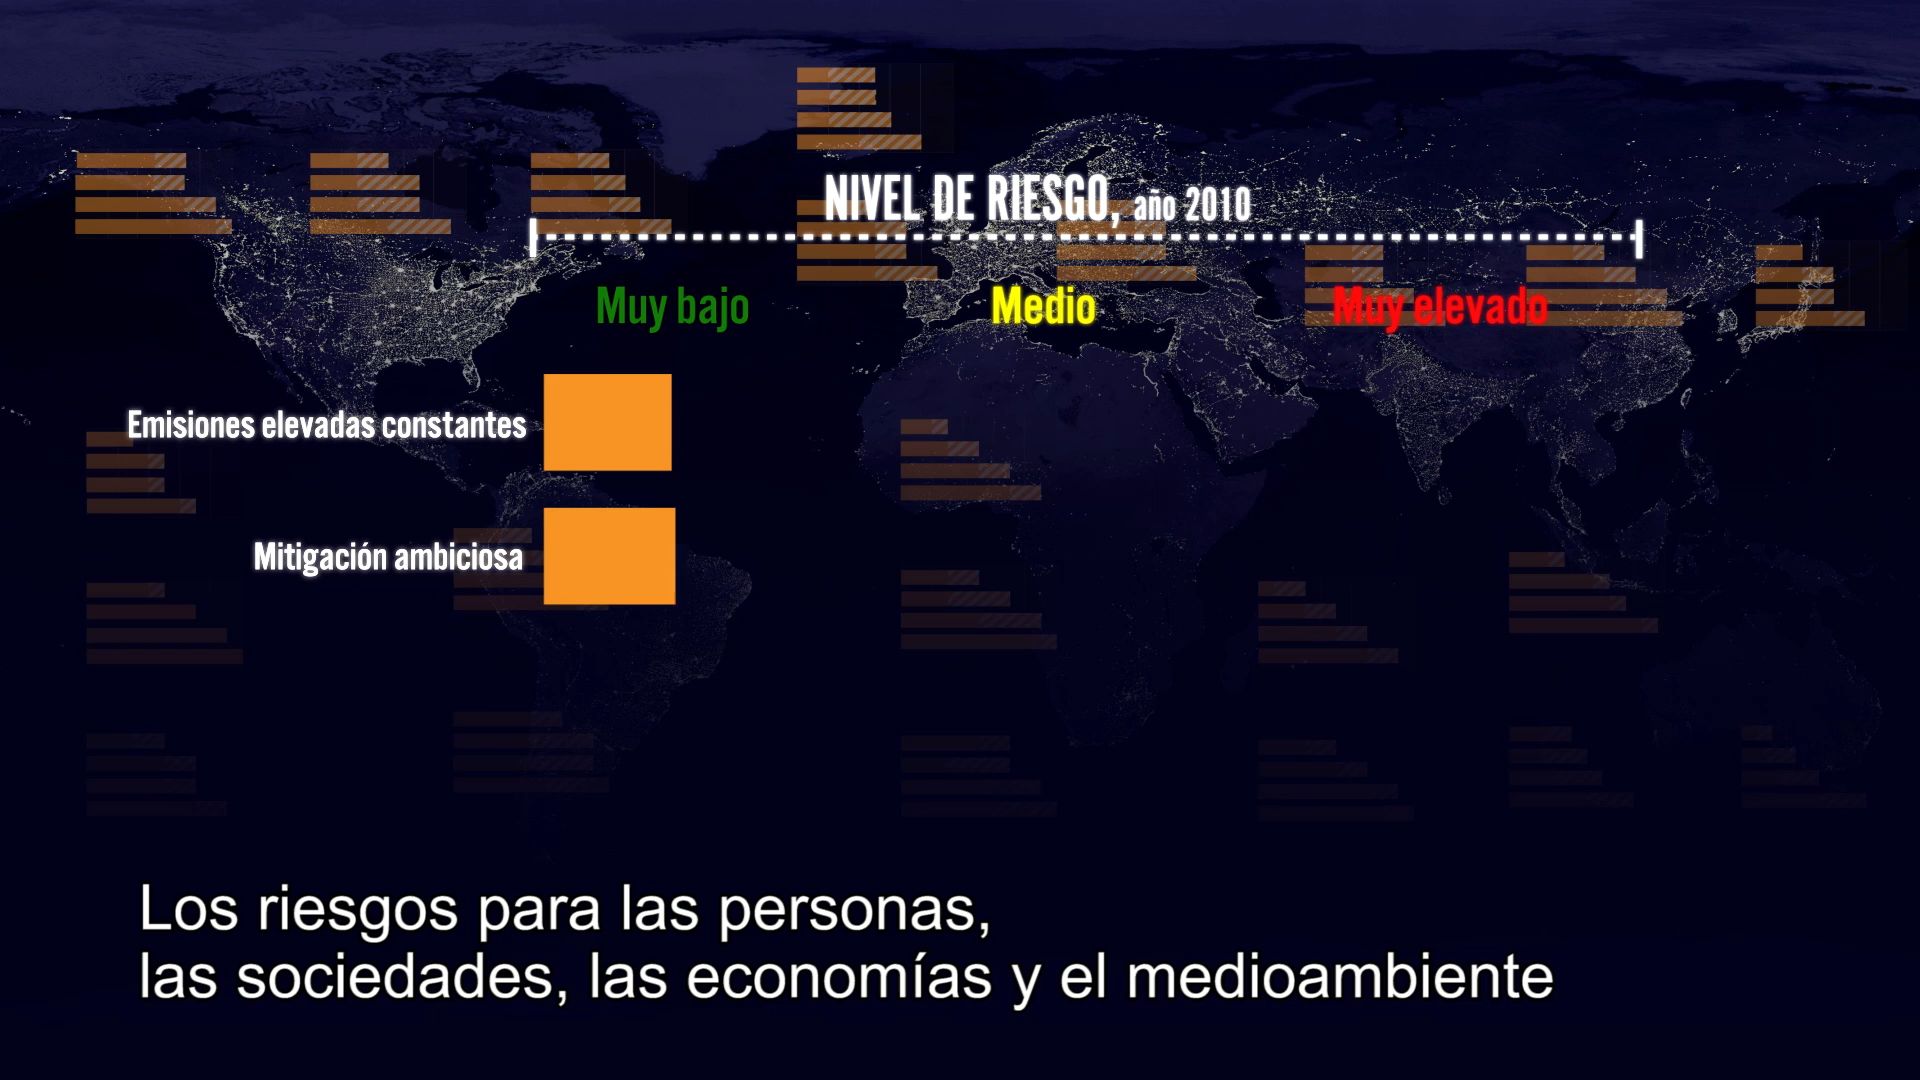 NIVEL DE RIESGO, año 2010
Muy bajo
Medio
Muy elevado
Emisiones elevadas constantes
Mitigación ambiciosa
Los riesgos para las personas,
las sociedades, las economías y el medioambiente